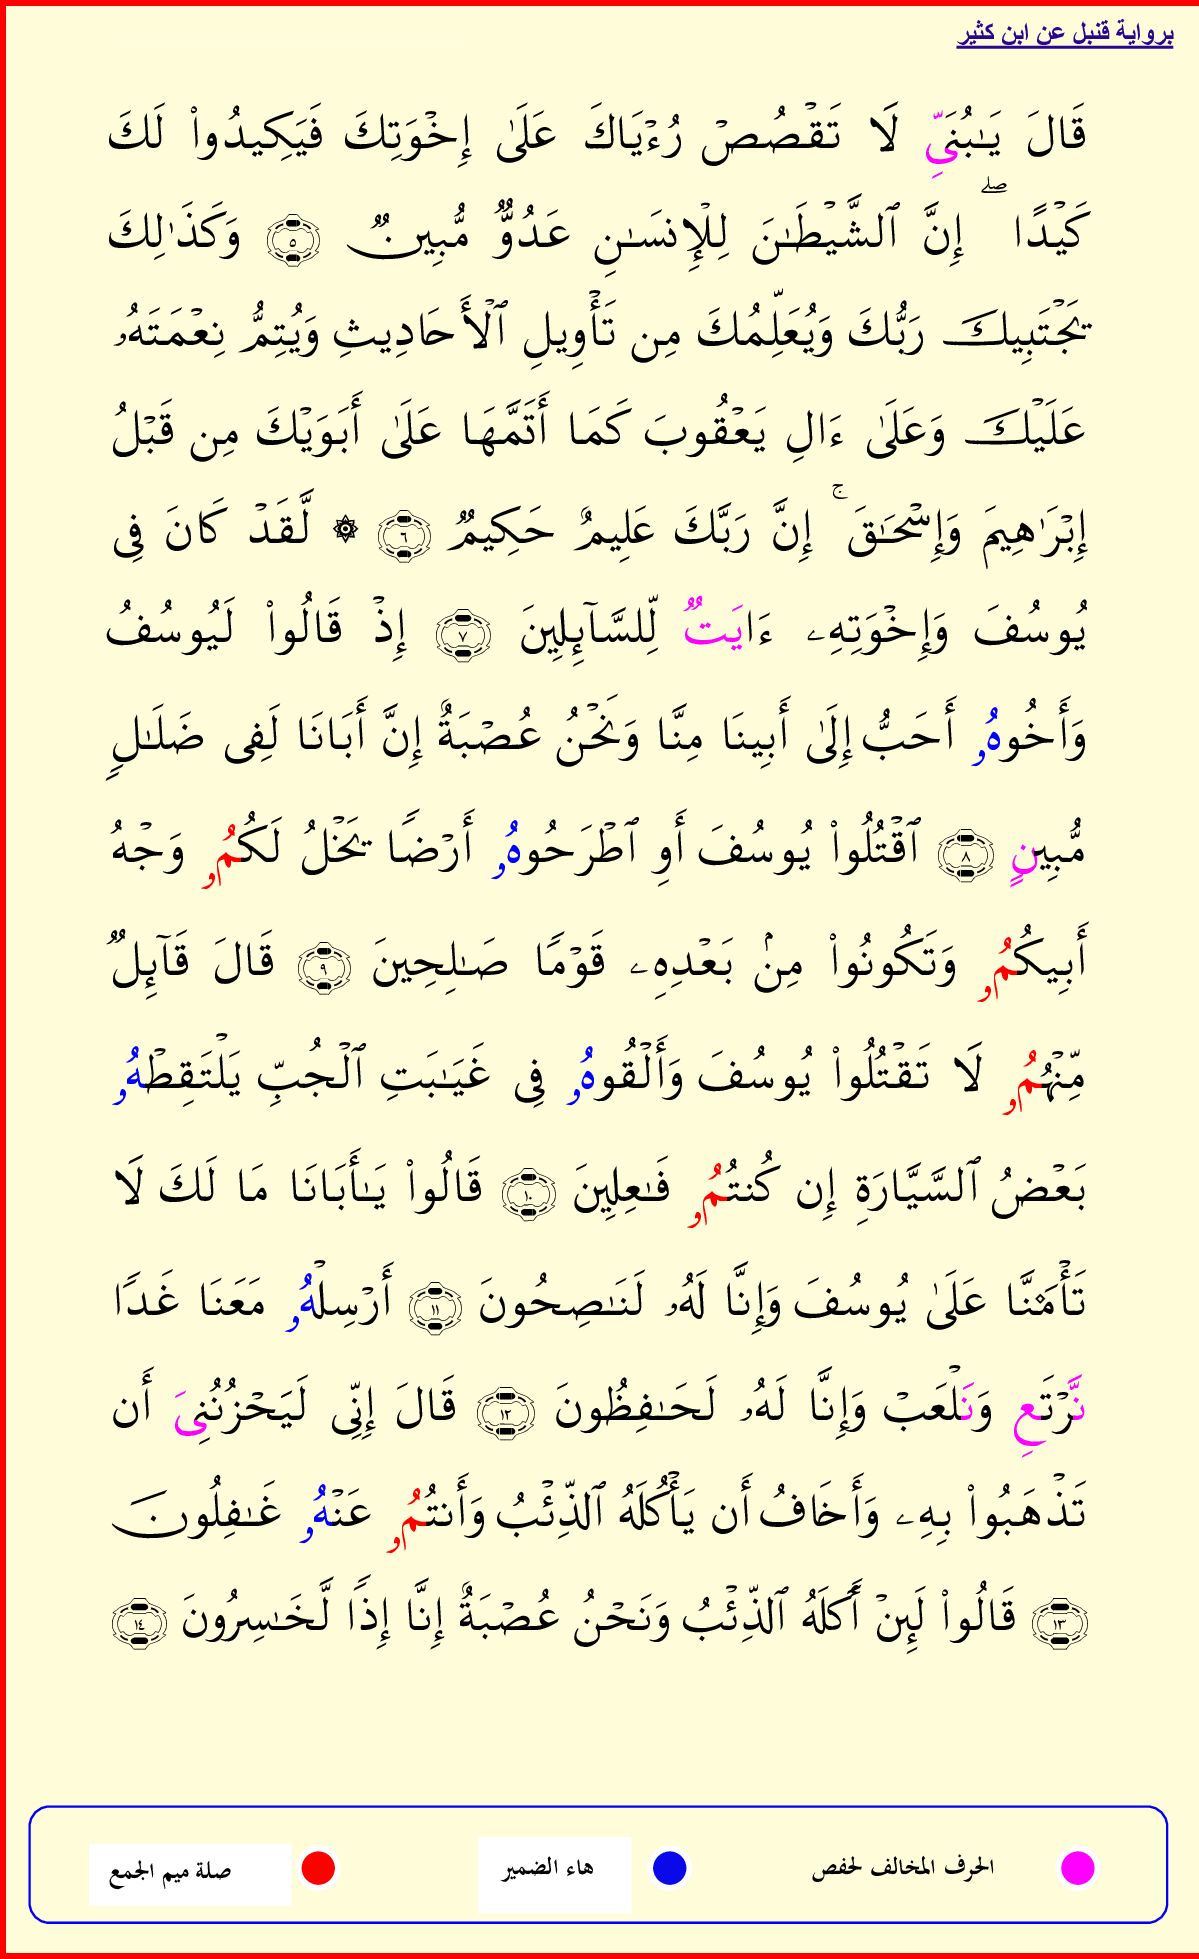 برواية قنبل عن ابن كثير
قَالَ يَـٰبُنَيِّ لَا تَقْصُصْ رُءْيَاكَ عَلَىٰ إِخْوَتِكَ فَيَكِيدُوا۟ لَكَ
كَيْدًا ۖ إِنَّ ٱلشَّيْطَـٰنَ لِلْإِنسَـٰنِ عَدُوٌّ مُّبِينٌ ٥ وَكَذَٰلِكَ
يَجْتَبِيكَ رَبُّكَ وَيُعَلِّمُكَ مِن تَأْوِيلِ ٱلْأَحَادِيثِ وَيُتِمُّ نِعْمَتَهُۥ
عَلَيْكَ وَعَلَىٰ ءَالِ يَعْقُوبَ كَمَا أَتَمَّهَا عَلَىٰ أَبَوَيْكَ مِن قَبْلُ
إِبْرَٰهِيمَ وَإِسْحَـٰقَ ۚ إِنَّ رَبَّكَ عَلِيمٌ حَكِيمٌ ٦ ۞ لَّقَدْ كَانَ فِى
يُوسُفَ وَإِخْوَتِهِۦ ءَايَتٌ لِّلسَّآئِلِينَ ٧ إِذْ قَالُوا۟ لَيُوسُفُ
وَأَخُوهُۥ أَحَبُّ إِلَىٰ أَبِينَا مِنَّا وَنَحْنُ عُصْبَةٌ إِنَّ أَبَانَا لَفِى ضَلَـٰلٍ
مُّبِينٍ ٨ ٱقْتُلُوا۟ يُوسُفَ أَوِ ٱطْرَحُوهُۥ أَرْضًا يَخْلُ لَكُمُۥ وَجْهُ
أَبِيكُمُۥ وَتَكُونُوا۟ مِنۢ بَعْدِهِۦ قَوْمًا صَـٰلِحِينَ ٩ قَالَ قَآئِلٌ
مِّنْهُمُۥ لَا تَقْتُلُوا۟ يُوسُفَ وَأَلْقُوهُۥ فِى غَيَـٰبَتِ ٱلْجُبِّ يَلْتَقِطْهُۥ
بَعْضُ ٱلسَّيَّارَةِ إِن كُنتُمُۥ فَـٰعِلِينَ ١٠ قَالُوا۟ يَـٰأَبَانَا مَا لَكَ لَا
تَأْمَ۫نَّا عَلَىٰ يُوسُفَ وَإِنَّا لَهُۥ لَنَـٰصِحُونَ ١١ أَرْسِلْهُۥ مَعَنَا غَدًا
نَّرْتَعِ وَنَلْعَبْ وَإِنَّا لَهُۥ لَحَـٰفِظُونَ ١٢ قَالَ إِنِّى لَيَحْزُنُنِىَ أَن
تَذْهَبُوا۟ بِهِۦ وَأَخَافُ أَن يَأْكُلَهُ ٱلذِّئْبُ وَأَنتُمُۥ عَنْهُۥ غَـٰفِلُونَ
١٣ قَالُوا۟ لَئِنْ أَكَلَهُ ٱلذِّئْبُ وَنَحْنُ عُصْبَةٌ إِنَّا إِذًا لَّخَـٰسِرُونَ ١٤
الحرف المخالف لحفص هاء الضمير صلة ميم الجمع